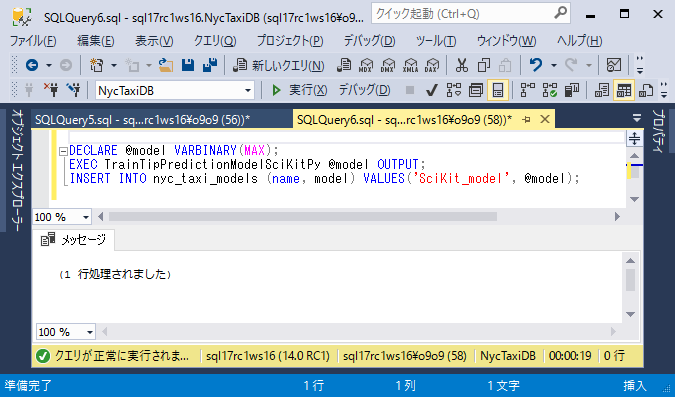 SQLQuery6.sql - sql17rc1ws16.NycTaxiDB (sql17rc1ws16¥o9...
クイック起動 (Ctrl+Q)
ファイル(F) 編集(E) 表示(V) クエリ(Q) プロジェクト(P) デバッグ(D) ツール(T) ウィンドウ(W) ヘルプ(H)
新しいクエリ(N) MDX DMX XMLA DAX
NycTaxiDB 実行(X) デバッグ(D)
オブジェクト エクスプローラー
SQLQuery5.sql - sq...rc1ws16¥o9o9 (56))*
SQLQuery6.sql - sq...rc1ws16¥o9o9 (58))*
プロパティ
DECLARE @model VARBINARY(MAX);
EXEC TrainTipPredictionModelSciKitPy @model OUTPUT;
INSERT INTO nyc_taxi_models (name, model) VALUES('SciKit_model', @model);
100 %
メッセージ
(1 行処理されました)
100 %
クエリが正常に実行されま... sql17rc1ws16 (14.0 RC1) sql17rc1ws16¥o9o9 (58) NycTaxiDB 00:00:19 0 行
準備完了 1 行 1 列 1 文字 挿入